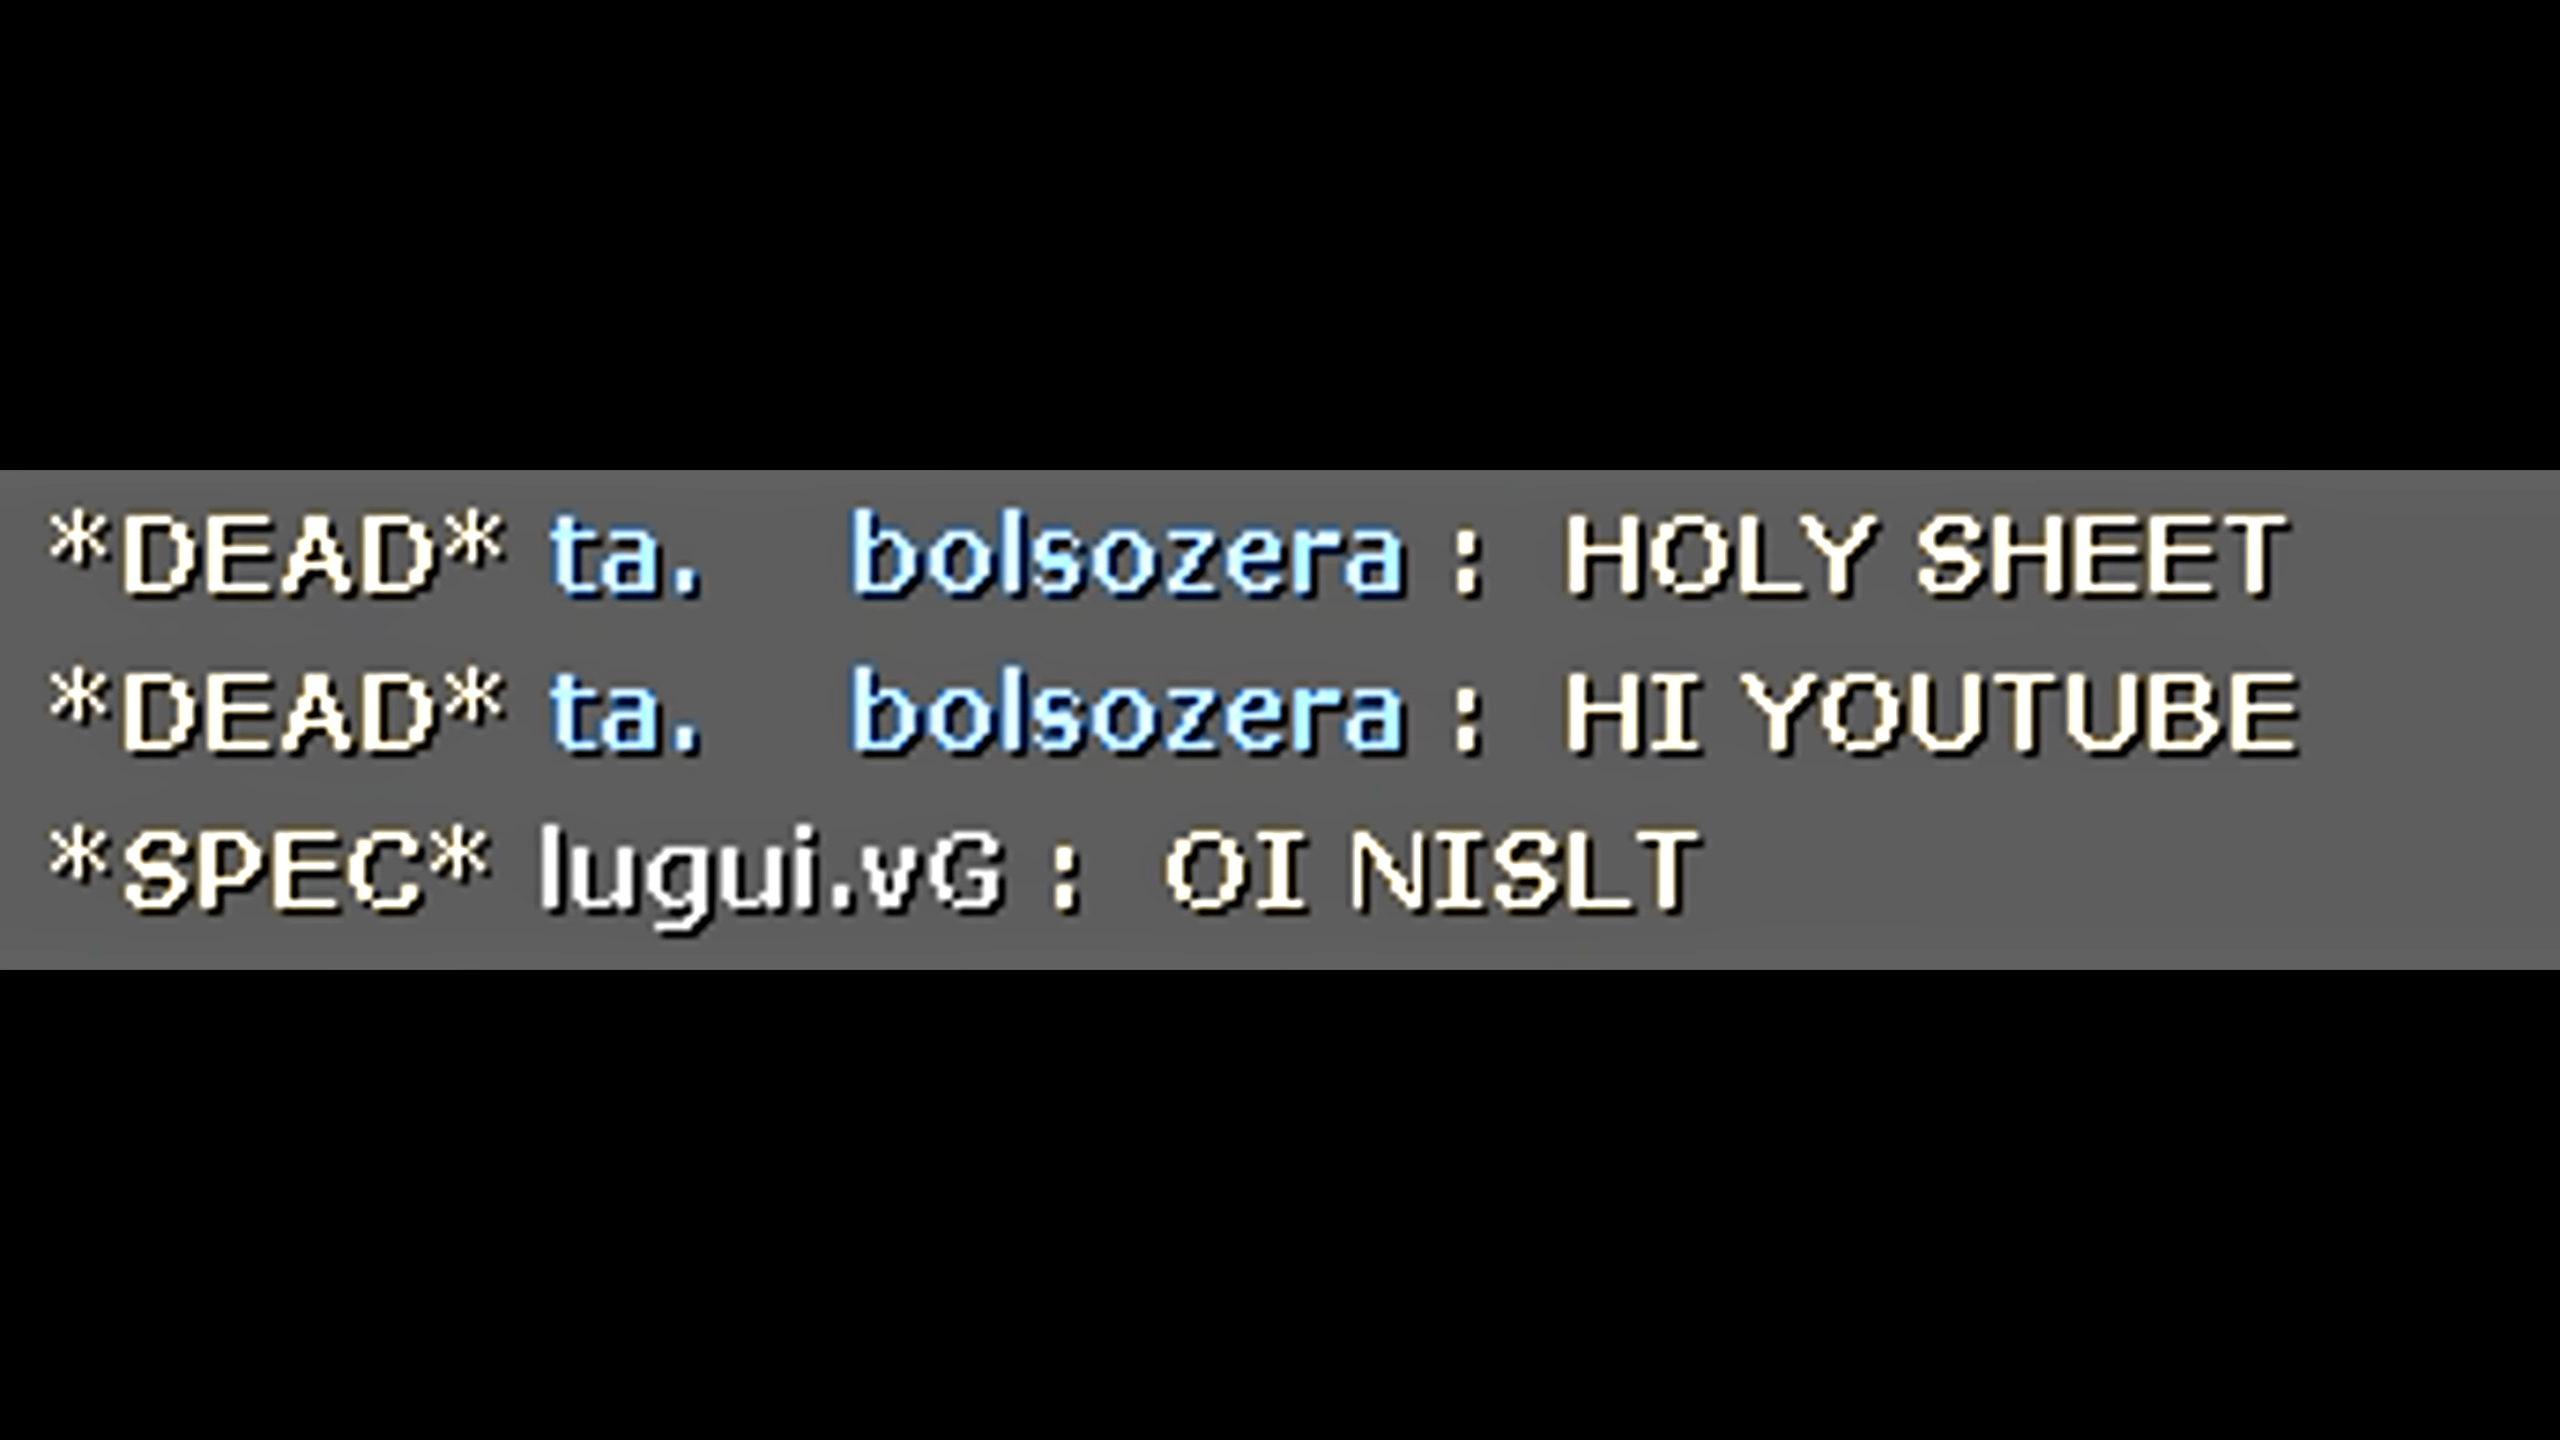 *DEAD* ta.   bolsozera :  HOLY SHEET
*DEAD* ta.   bolsozera :  HI YOUTUBE
*SPEC* lugui.vG :  OI NISLT